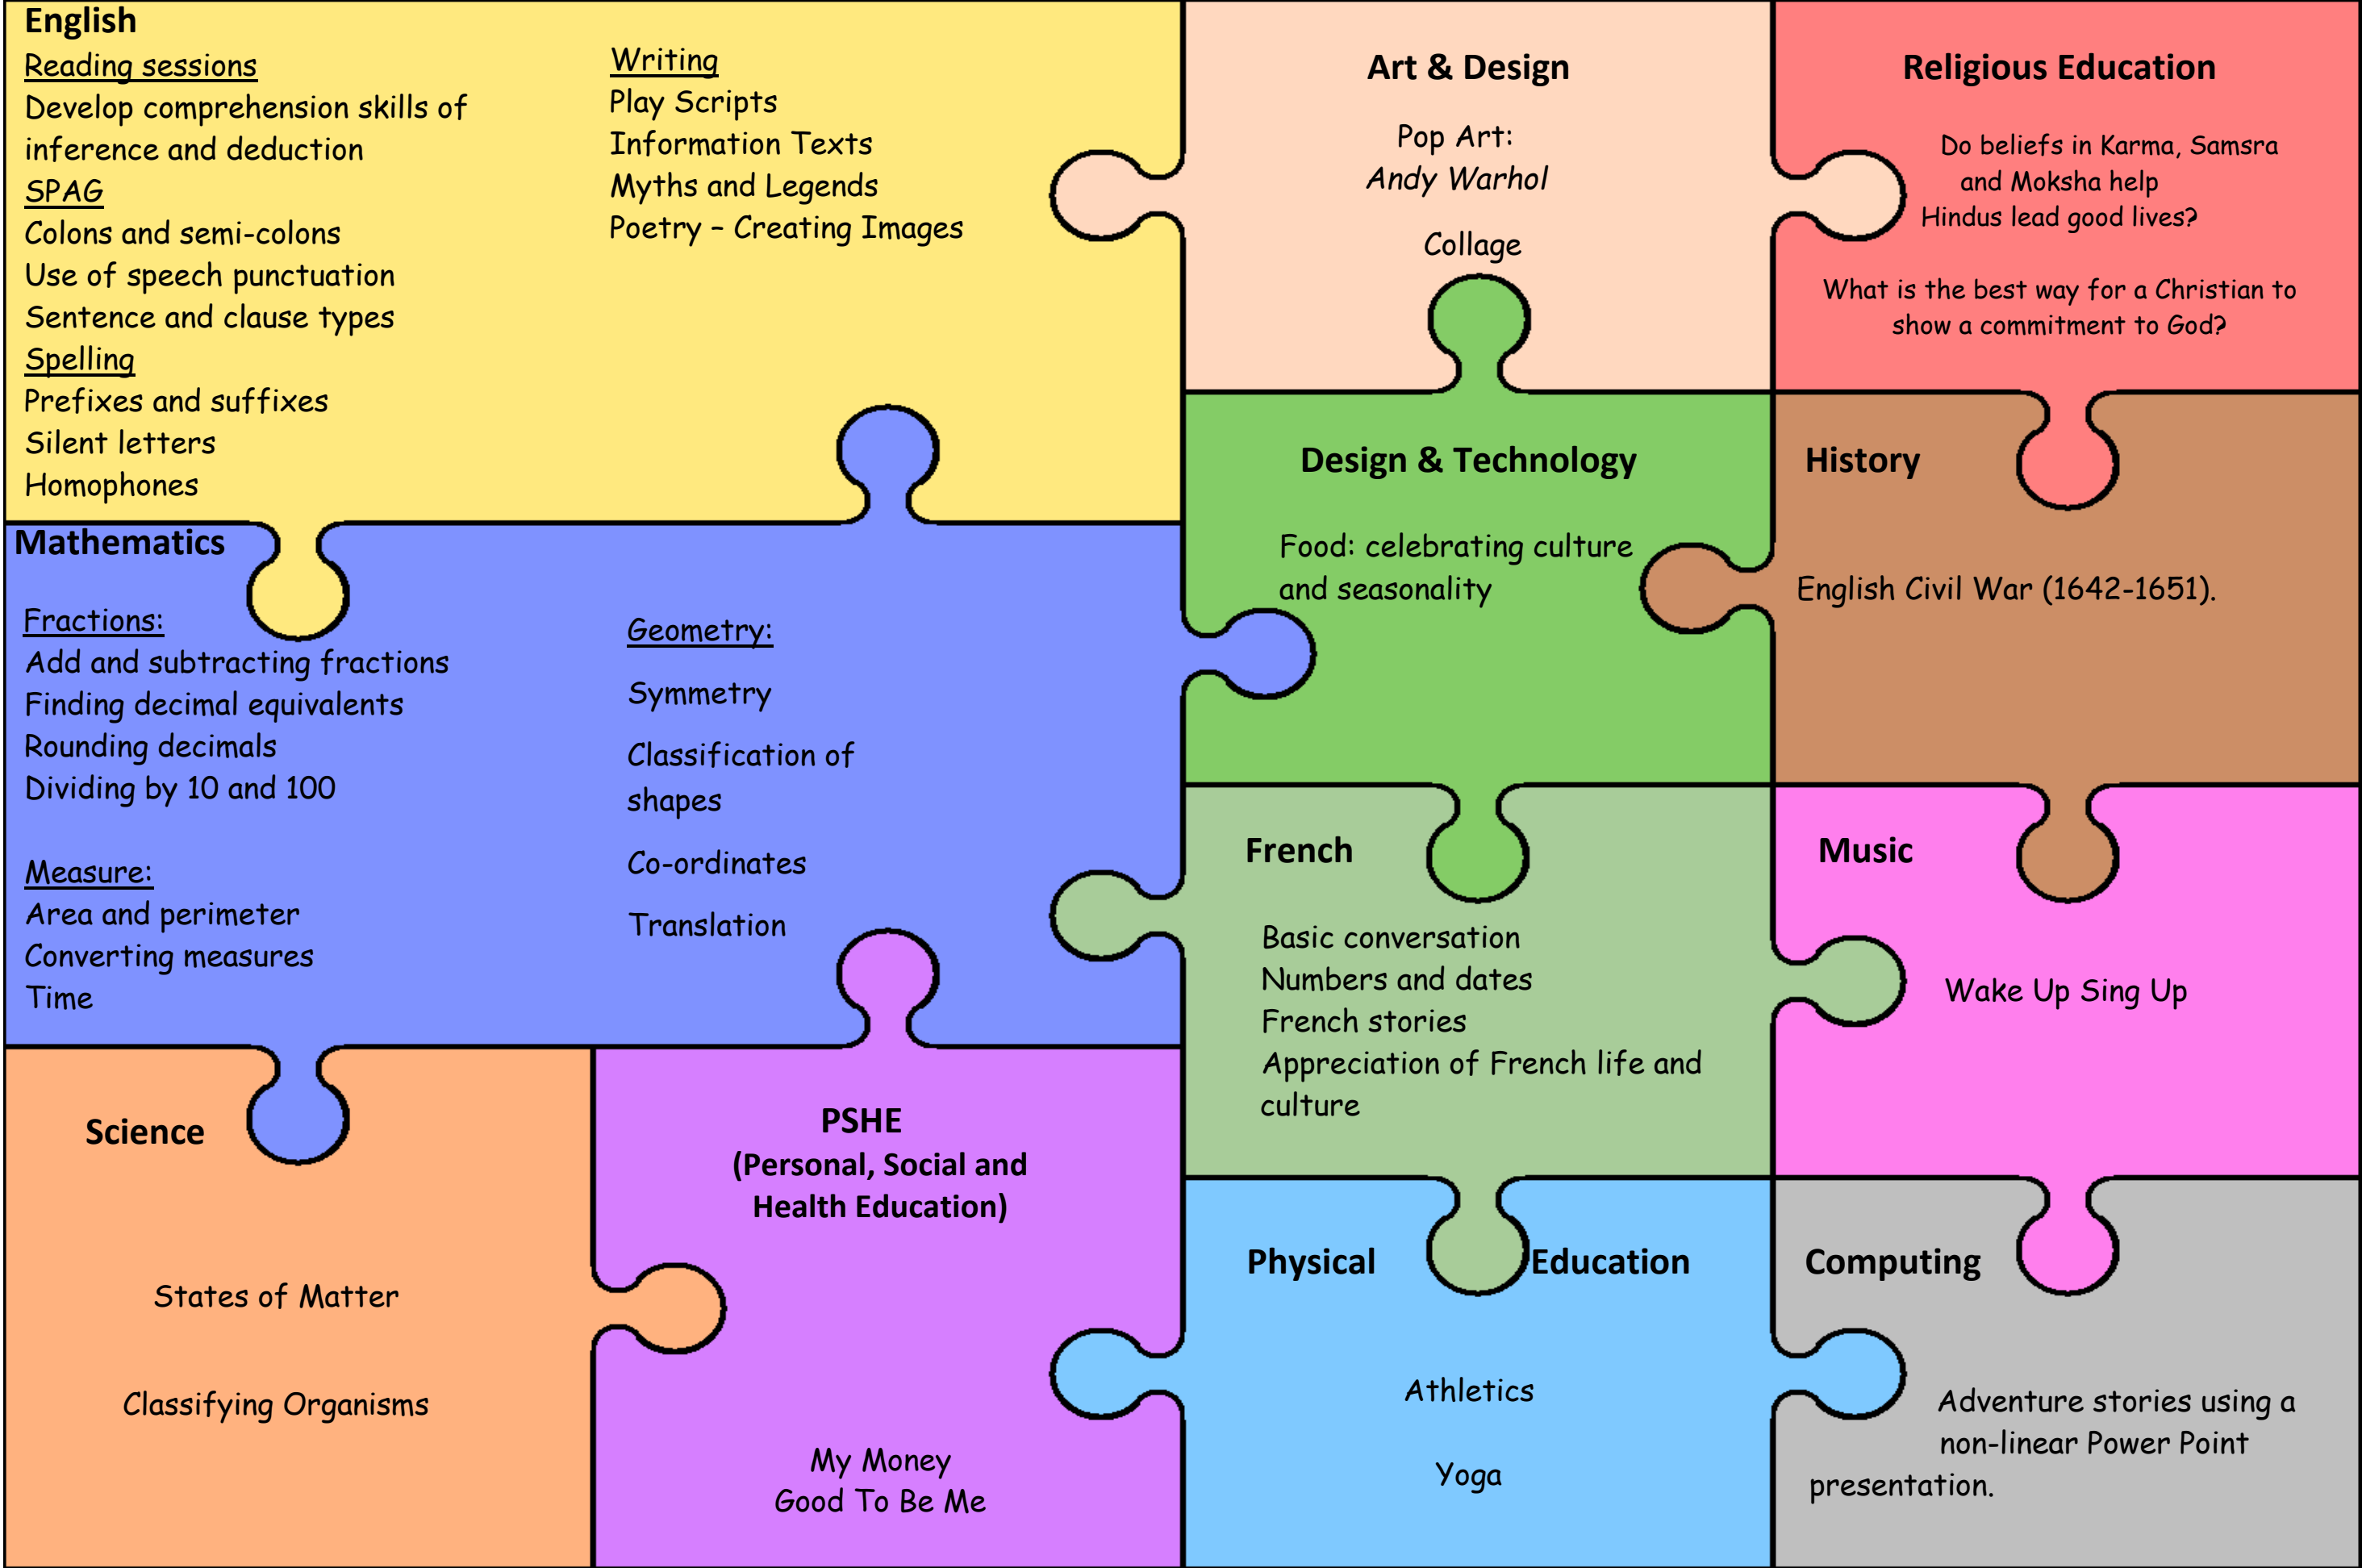 English
Reading sessions
Develop comprehension skills of
inference and deduction
SPAG
Colons and semi-colons
Use of speech punctuation
Sentence and clause types
Spelling
Prefixes and suffixes
Silent letters
Homophones
Writing
Play Scripts
Information Texts
Myths and Legends
Poetry – Creating Images
Art & Design
Pop Art:
Andy Warhol
Collage
Religious Education
Do beliefs in Karma, Samsra
and Moksha help
Hindus lead good lives?
What is the best way for a Christian to
show a commitment to God?
Design & Technology
Food: celebrating culture
and seasonality
History
English Civil War (1642-1651).
Mathematics
Fractions:
Add and subtracting fractions
Finding decimal equivalents
Rounding decimals
Dividing by 10 and 100
Measure:
Area and perimeter
Converting measures
Time
Geometry:
Symmetry
Classification of
shapes
Co-ordinates
Translation
French
Basic conversation
Numbers and dates
French stories
Appreciation of French life and
culture
Music
Wake Up Sing Up
Science
States of Matter
Classifying Organisms
PSHE
(Personal, Social and
Health Education)
My Money
Good To Be Me
Physical Education
Athletics
Yoga
Computing
Adventure stories using a
non-linear Power Point
presentation.